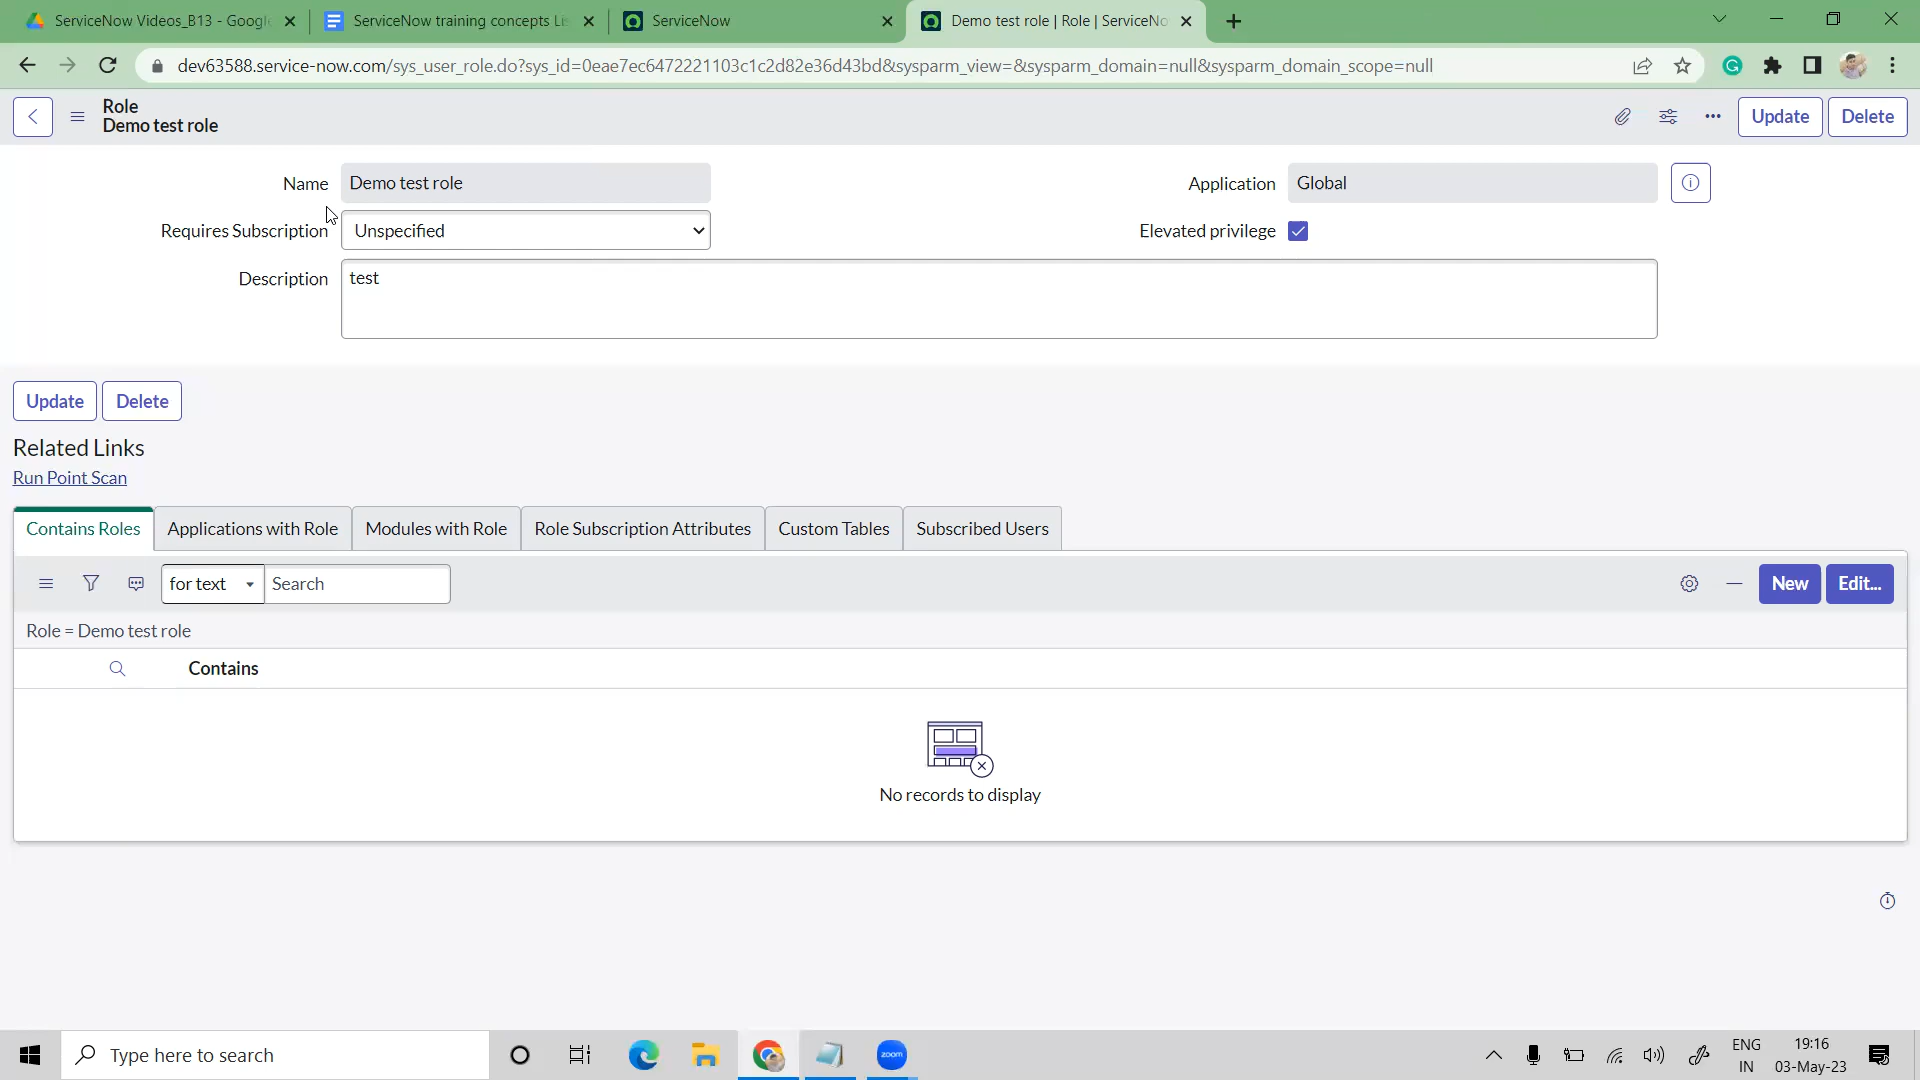 ServiceNow Videos_B13 - Googl
ServiceNow training concepts Li
ServiceNow
Demo test role | Role | ServiceNo
dev63588.service-now.com/sys_user_role.do?sys_id=0eae7ec6472221103c1c2d82e36d43bd&sysparm_view=&sysparm_domain=null&sysparm_domain_scope=null
Role
Demo test role
Update
Delete
Name
Demo test role
Application
Global
Requires Subscription
Unspecified
Elevated privilege
Description
test
Update
Delete
Related Links
Run Point Scan
Contains Roles
Applications with Role
Modules with Role
Role Subscription Attributes
Custom Tables
Subscribed Users
for text
Search
New
Edit...
Role = Demo test role
Contains
No records to display
Type here to search
zoom
ENG
IN
19:16
03-May-23